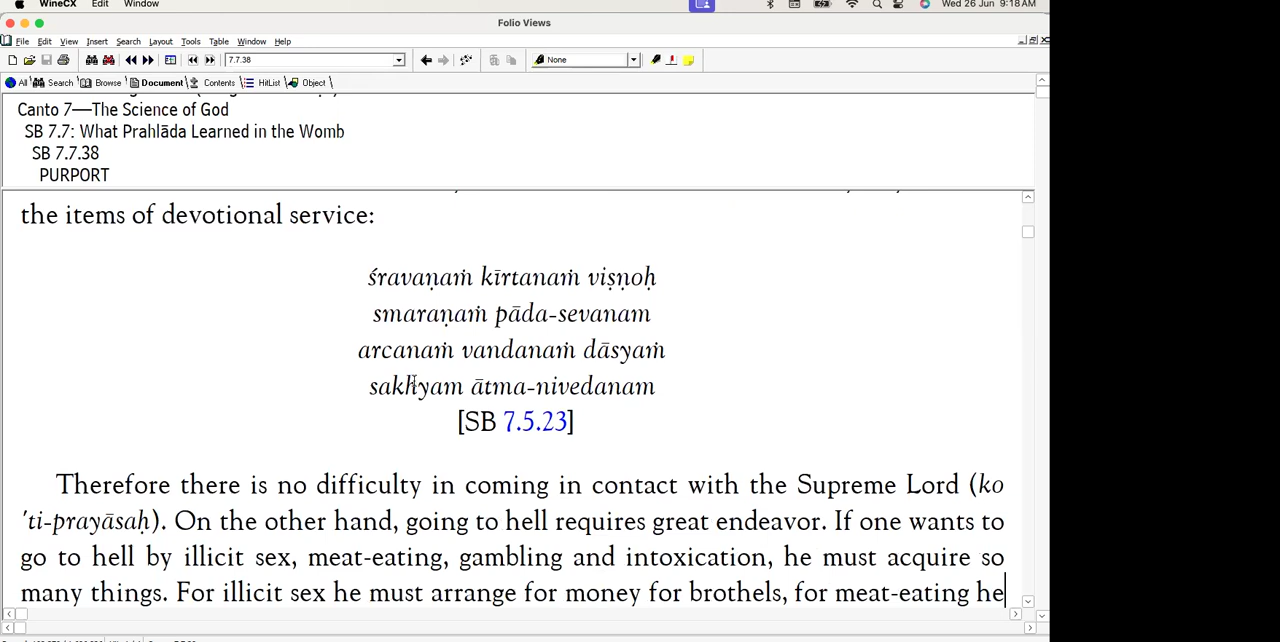 WineCX Edit Window Wed 26 Jun 9:18 AM
Folio Views
File Edit View Insert Search Layout Tools Table Window Help
7.7.38 None
All Search Browse Document Contents HitList Object
Canto 7—The Science of God
SB 7.7: What Prahlāda Learned in the Womb
SB 7.7.38
PURPORT
the items of devotional service:
śravaṇaṁ kīrtanaṁ viṣṇoḥ
smaraṇaṁ pāda-sevanam
arcanaṁ vandanaṁ dāsyaṁ
sakhyam ātma-nivedanam
[SB 7.5.23]
Therefore there is no difficulty in coming in contact with the Supreme Lord (ko
'ti-prayāsaḥ). On the other hand, going to hell requires great endeavor. If one wants to
go to hell by illicit sex, meat-eating, gambling and intoxication, he must acquire so
many things. For illicit sex he must arrange for money for brothels, for meat-eating he